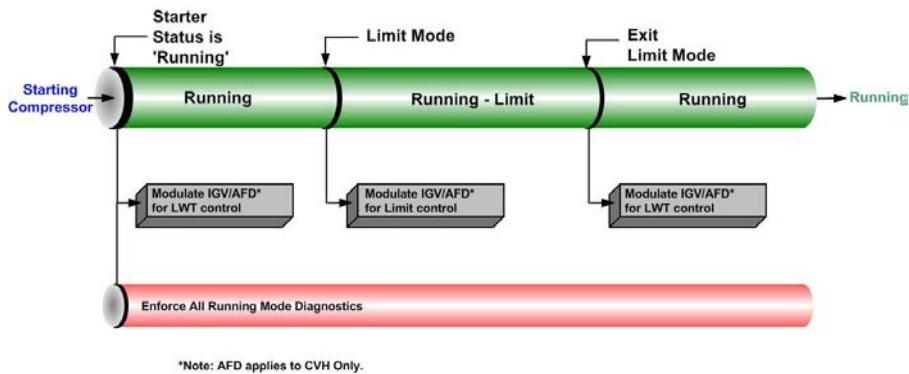 Starter
Status is
'Running'
Limit Mode
Exit
Limit Mode
Starting
Compressor
Running
Running - Limit
Running
Running
Modulate IGV/AFD*
for LWT control
Modulate IGV/AFD*
for Limit control
Modulate IGV/AFD*
for LWT control
Enforce All Running Mode Diagnostics
*Note: AFD applies to CVH Only.